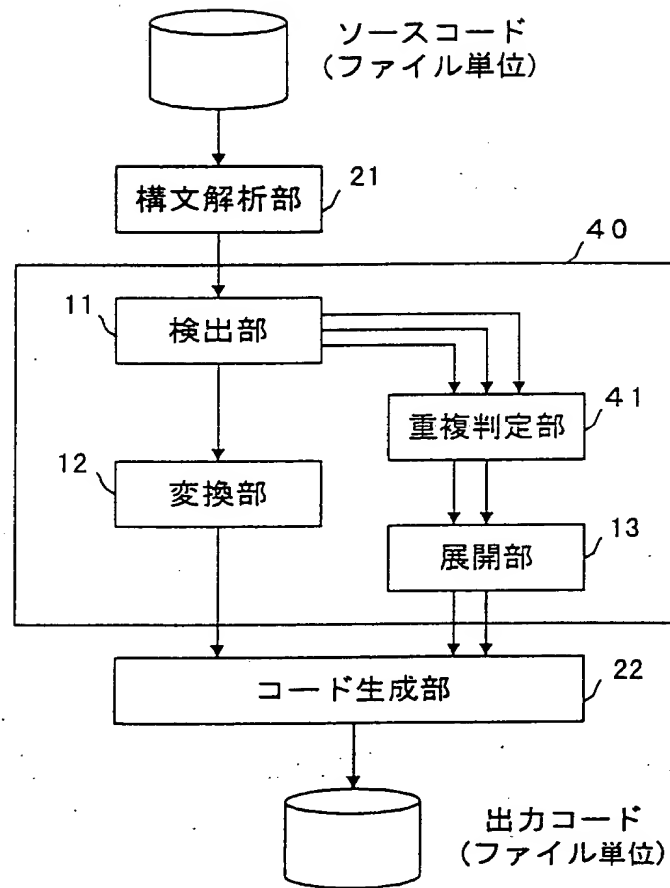 ソースコード
(ファイル単位)
構文解析部
21
40
11
検出部
重複判定部
41
12
変換部
展開部
13
コード生成部
22
出力コード
(ファイル単位)